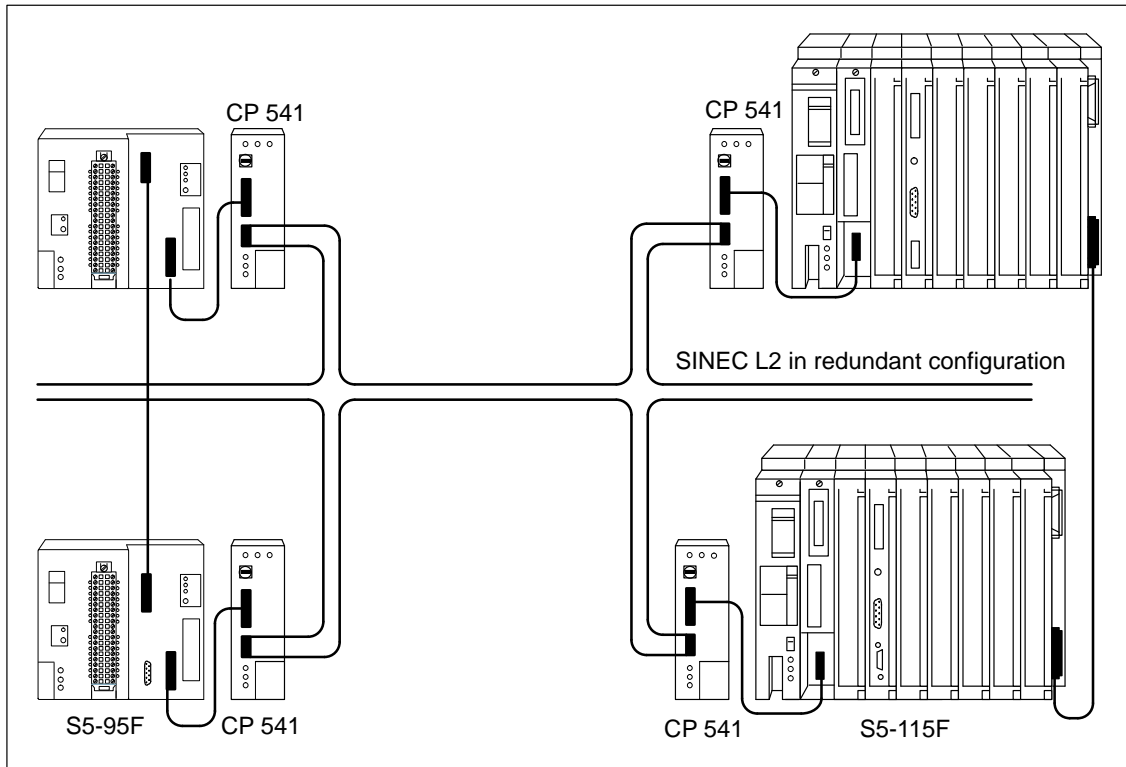 CP 541
CP 541
SINEC L2 in redundant configuration
S5-95F
CP 541
CP 541
S5-115F